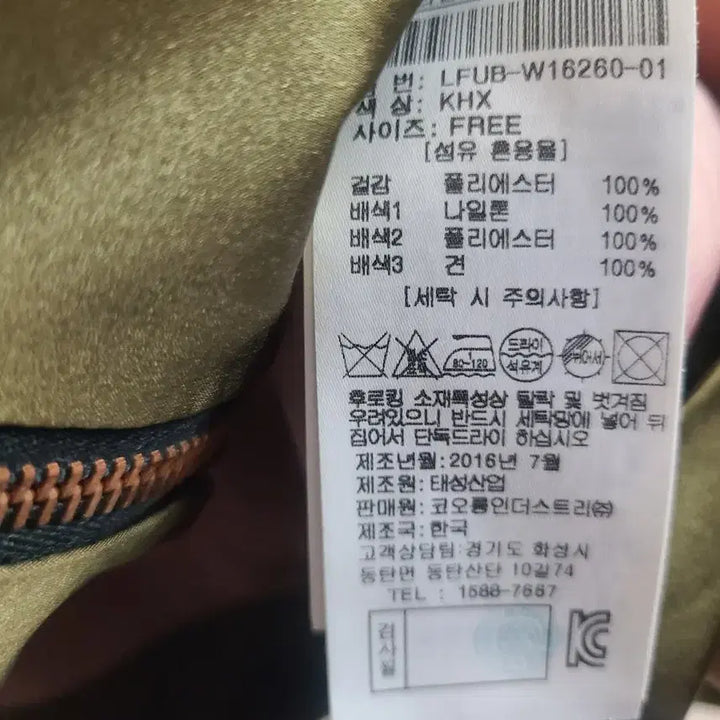 번: LFUB-W16260-01
색 상: KHX
사이즈: FREE
[섬유 혼용율]
겉감 폴리에스터 100%
배색1 나일론 100%
배색2 폴리에스터 100%
배색3 견 100%
[세탁 시 주의사항]
80~120 드라이 석유계
후로킹 소재특성상 탈락 및 벗겨짐
우려있으니 반드시 세탁망에 넣어 뒤
집어서 단독드라이 하십시오
제조년월: 2016년 7월
제조원: 태성산업
판매원: 코오롱인더스트리㈜
제조국: 한국
고객상담팀: 경기도 화성시
동탄면 동탄산단 10길74
TEL : 1588-7667
검사필